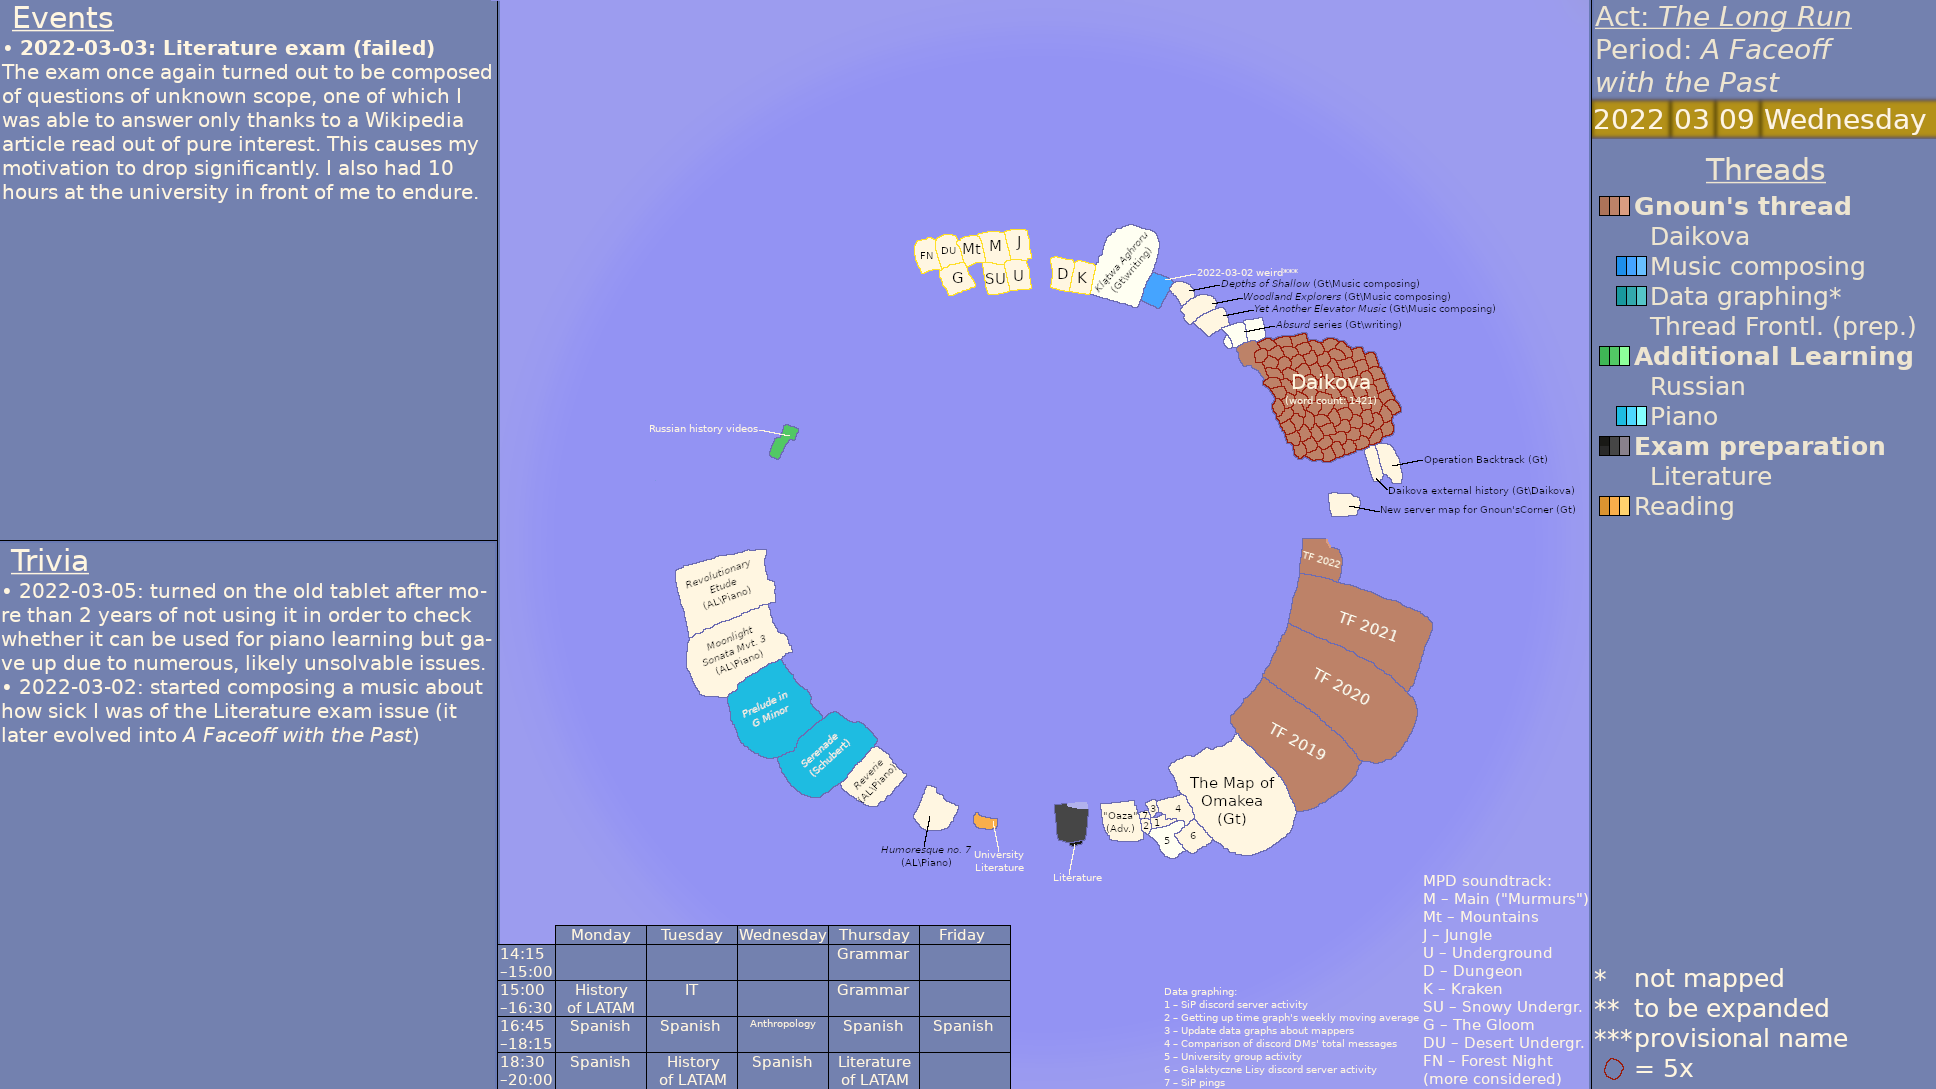 Events
• 2022-03-03: Literature exam (failed)
The exam once again turned out to be composed
of questions of unknown scope, one of which I
was able to answer only thanks to a Wikipedia
article read out of pure interest. This causes my
motivation to drop significantly. I also had 10
hours at the university in front of me to endure.
Trivia
• 2022-03-05: turned on the old tablet after mo-
re than 2 years of not using it in order to check
whether it can be used for piano learning but ga-
ve up due to numerous, likely unsolvable issues.
• 2022-03-02: started composing a music about
how sick I was of the Literature exam issue (it
later evolved into A Faceoff with the Past)
FN
DU
Mt
M
J
G
SU
U
D
K
Klątwa Aghroru
(Gt\writing)
2022-03-02 weird***
Depths of Shallow (Gt\Music composing)
Woodland Explorers (Gt\Music composing)
Yet Another Elevator Music (Gt\Music composing)
Absurd series (Gt\writing)
Daikova
(word count: 1421)
Russian history videos
Operation Backtrack (Gt)
Daikova external history (Gt\Daikova)
New server map for Gnoun'sCorner (Gt)
TF 2022
TF 2021
TF 2020
TF 2019
Revolutionary
Etude
(AL\Piano)
Moonlight
Sonata Mvt. 3
(AL\Piano)
Prelude in
G Minor
Serenade
(Schubert)
Reverie
(AL\Piano)
Humoresque no. 7
(AL\Piano)
University
Literature
Literature
"Oaza"
(Adv.)
7
3
4
2
1
5
6
The Map of
Omakea
(Gt)
Monday Tuesday Wednesday Thursday Friday
14:15
–15:00
Grammar
15:00
–16:30
History
of LATAM
IT
Grammar
16:45
–18:15
Spanish Spanish Anthropology Spanish Spanish
18:30
–20:00
Spanish
History
of LATAM
Spanish
Literature
of LATAM
Data graphing:
1 – SiP discord server activity
2 – Getting up time graph's weekly moving average
3 – Update data graphs about mappers
4 – Comparison of discord DMs' total messages
5 – University group activity
6 – Galaktyczne Lisy discord server activity
7 – SiP pings
MPD soundtrack:
M – Main ("Murmurs")
Mt – Mountains
J – Jungle
U – Underground
D – Dungeon
K – Kraken
SU – Snowy Undergr.
G – The Gloom
DU – Desert Undergr.
FN – Forest Night
(more considered)
Act: The Long Run
Period: A Faceoff
with the Past
2022 03 09 Wednesday
Threads
Gnoun's thread
Daikova
Music composing
Data graphing*
Thread Frontl. (prep.)
Additional Learning
Russian
Piano
Exam preparation
Literature
Reading
* not mapped
** to be expanded
*** provisional name
= 5x